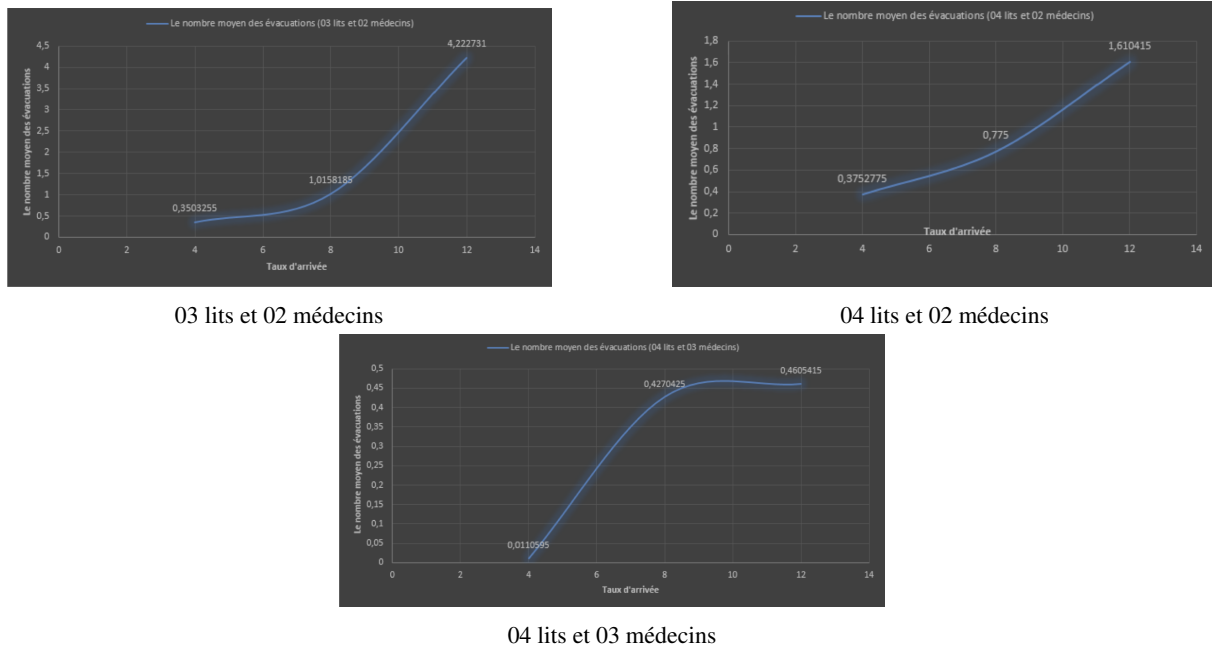 Le nombre moyen des évacuations (03 lits et 02 médecins)
Le nombre moyen des évacuations
4,5
4
3,5
3
2,5
2
1,5
1
0,5
0
0,3503255
1,0158185
4,222731
0 2 4 6 8 10 12 14
Taux d'arrivée
03 lits et 02 médecins
Le nombre moyen des évacuations (04 lits et 02 médecins)
Le nombre moyen des évacuations
1,8
1,6
1,4
1,2
1
0,8
0,6
0,4
0,2
0
0,3752775
0,775
1,610415
Taux d'arrivée
0 2 4 6 8 10 12 14
04 lits et 02 médecins
Le nombre moyen des évacuations (04 lits et 03 médecins)
Le nombre moyen des évacuations
0,5
0,45
0,4
0,35
0,3
0,25
0,2
0,15
0,1
0,05
0
0,0110595
0,4270425
0,4605415
0 2 4 6 8 10 12 14
Taux d'arrivée
04 lits et 03 médecins